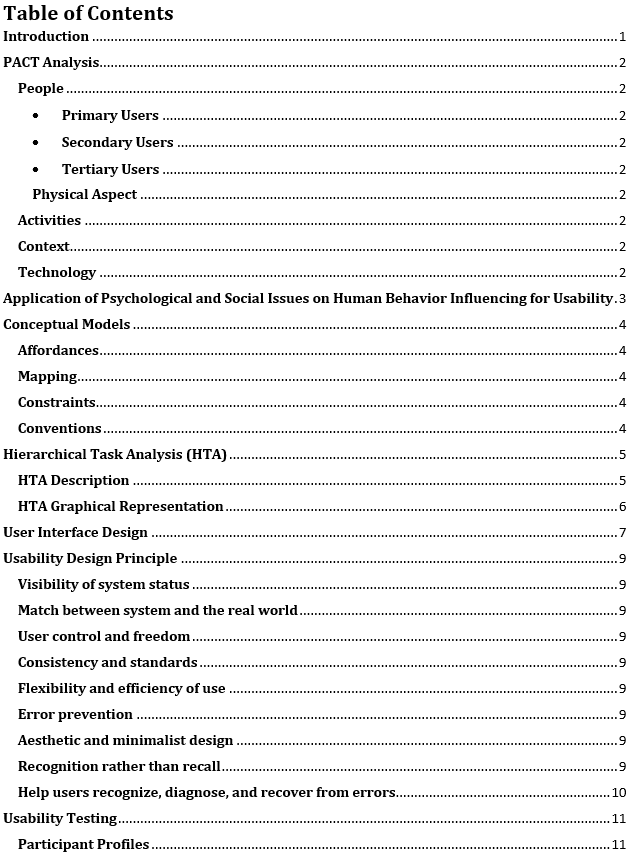 Table of Contents
Introduction ........ 1
PACT Analysis........ 2
People ........ 2
• Primary Users ........ 2
• Secondary Users ........ 2
• Tertiary Users ........ 2
Physical Aspect ........ 2
Activities ........ 2
Context........ 2
Technology ........ 2
Application of Psychological and Social Issues on Human Behavior Influencing for Usability. 3
Conceptual Models ........ 4
Affordances........ 4
Mapping........ 4
Constraints........ 4
Conventions ........ 4
Hierarchical Task Analysis (HTA) ........ 5
HTA Description ........ 5
HTA Graphical Representation ........ 6
User Interface Design ........ 7
Usability Design Principle ........ 9
Visibility of system status ........ 9
Match between system and the real world ........ 9
User control and freedom ........ 9
Consistency and standards ........ 9
Flexibility and efficiency of use ........ 9
Error prevention ........ 9
Aesthetic and minimalist design ........ 9
Recognition rather than recall........ 9
Help users recognize, diagnose, and recover from errors........ 10
Usability Testing........ 11
Participant Profiles ........ 11